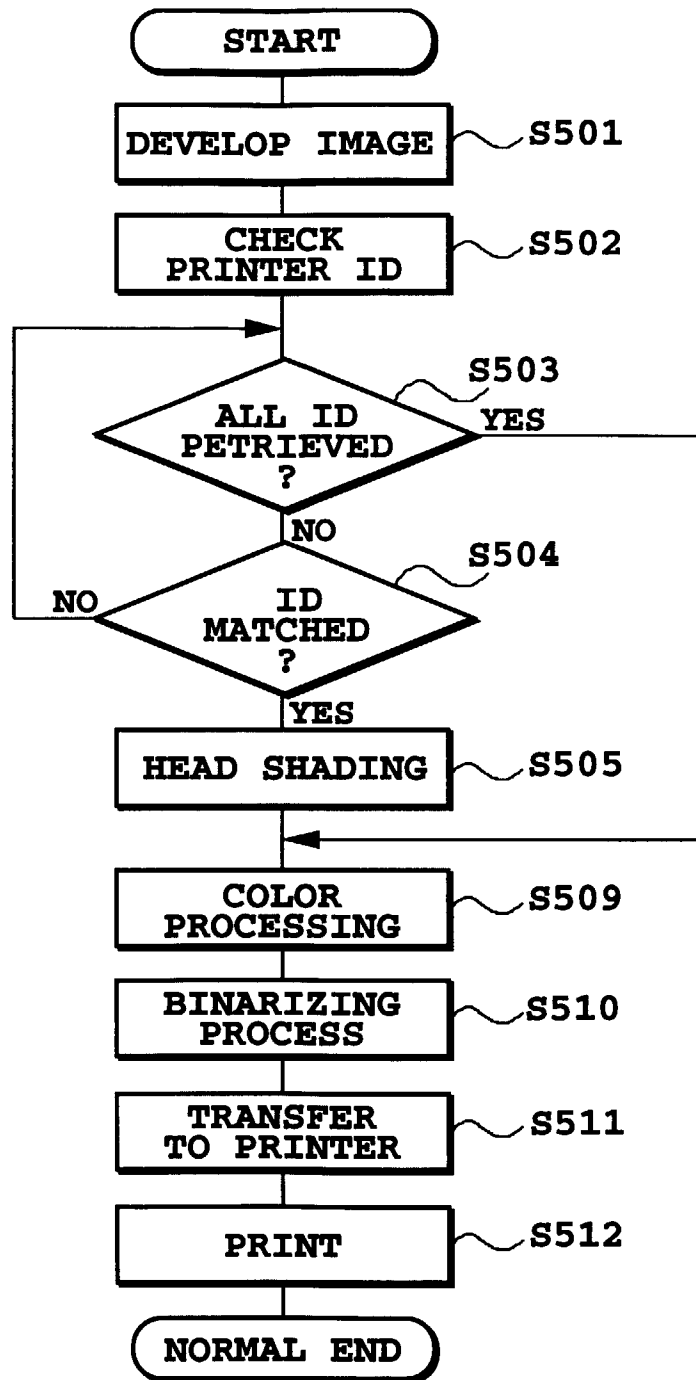 START
DEVELOP IMAGE
S501
CHECK
PRINTER ID
S502
S503
ALL ID
PETRIEVED
?
YES
NO
S504
ID
MATCHED
?
NO
YES
HEAD SHADING
S505
COLOR
PROCESSING
S509
BINARIZING
PROCESS
S510
TRANSFER
TO PRINTER
S511
PRINT
S512
NORMAL END